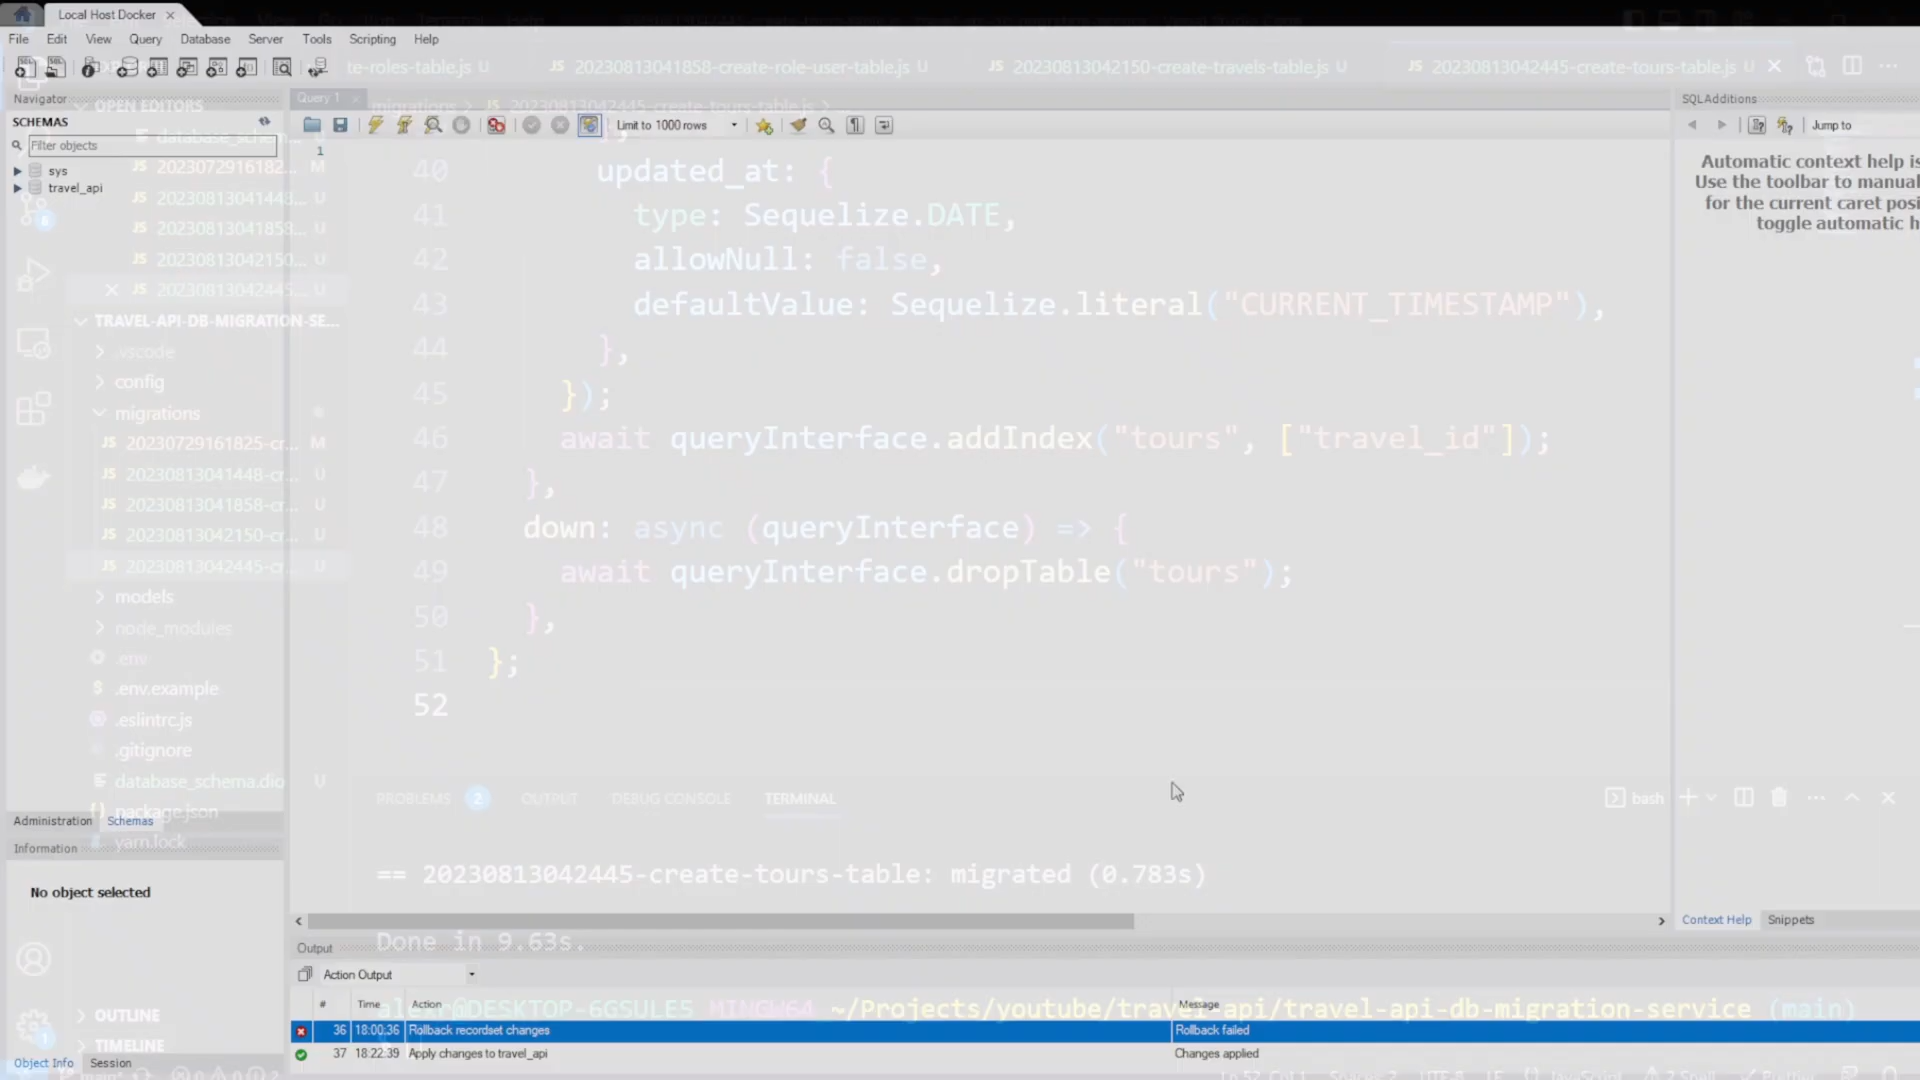 Local Host Docker
File Edit View Query Database Server Tools Scripting Help
te-roles-table.js U JS 20230813041858-create-role-user-table.js U JS 20230813042150-create-travels-table.js U JS 20230813042445-create-tours-table.js U
Navigator
OPEN EDITORS
Query 1
migrations > JS 20230813042445-create-tours-table.js >
SQLAdditions
SCHEMAS
Filter objects
Limit to 1000 rows
Jump to
sys
travel_api
1
Automatic context help is
Use the toolbar to manual
for the current caret posi
toggle automatic h
JS 2023072916182... M
JS 20230813041448... U
JS 20230813041858... U
JS 20230813042150... U
JS 20230813042445... U
TRAVEL-API-DB-MIGRATION-SE...
.vscode
config
migrations
JS 20230729161825-cr... M
JS 20230813041448-cr... U
JS 20230813041858-cr... U
JS 20230813042150-cr... U
JS 20230813042445-cr... U
models
node_modules
.env
$ .env.example
.eslintrc.js
.gitignore
database_schema.dio U
package.json
yarn.lock
40 updated_at: {
41 type: Sequelize.DATE,
42 allowNull: false,
43 defaultValue: Sequelize.literal("CURRENT_TIMESTAMP"),
44 },
45 });
46 await queryInterface.addIndex("tours", ["travel_id"]);
47 },
48 down: async (queryInterface) => {
49 await queryInterface.dropTable("tours");
50 },
51 };
52
PROBLEMS 2 OUTPUT DEBUG CONSOLE TERMINAL
bash
Administration Schemas
Information
No object selected
== 20230813042445-create-tours-table: migrated (0.783s)
Context Help Snippets
Done in 9.63s.
Output
Action Output
# Time Action Message
alexr@DESKTOP-6GSULE5 MINGW64 ~/Projects/youtube/travel-api/travel-api-db-migration-service (main)
36 18:00:36 Rollback recordset changes Rollback failed
37 18:22:39 Apply changes to travel_api Changes applied
OUTLINE
TIMELINE
Object Info Session